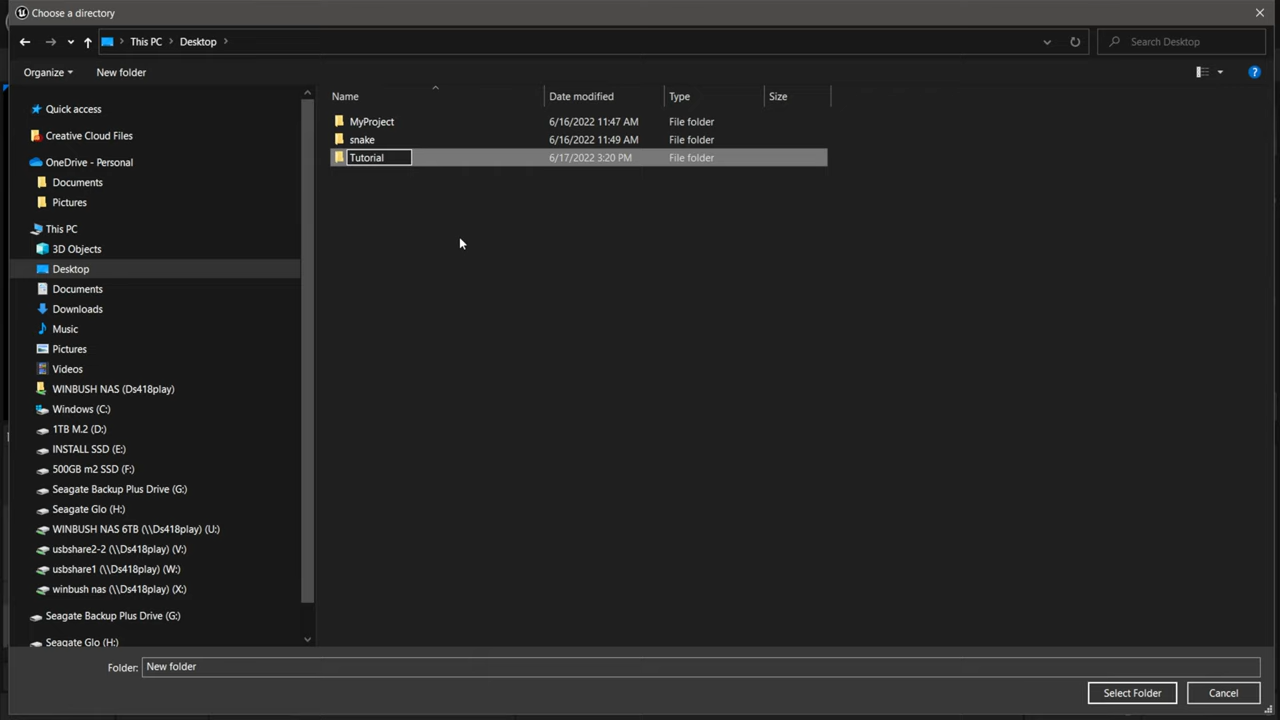 Choose a directory
This PC
Desktop
Search Desktop
Organize
New folder
Name
Date modified
Type
Size
Quick access
Creative Cloud Files
OneDrive - Personal
Documents
Pictures
This PC
3D Objects
Desktop
Documents
Downloads
Music
Pictures
Videos
WINBUSH NAS (Ds418play)
Windows (C:)
1TB M.2 (D:)
INSTALL SSD (E:)
500GB m2 SSD (F:)
Seagate Backup Plus Drive (G:)
Seagate Glo (H:)
WINBUSH NAS 6TB (\\Ds418play) (U:)
usbshare2-2 (\\Ds418play) (V:)
usbshare1 (\\Ds418play) (W:)
winbush nas (\\Ds418play) (X:)
Seagate Backup Plus Drive (G:)
Seagate Glo (H:)
MyProject 6/16/2022 11:47 AM File folder
snake 6/16/2022 11:49 AM File folder
Tutorial 6/17/2022 3:20 PM File folder
Folder: New folder
Select Folder
Cancel